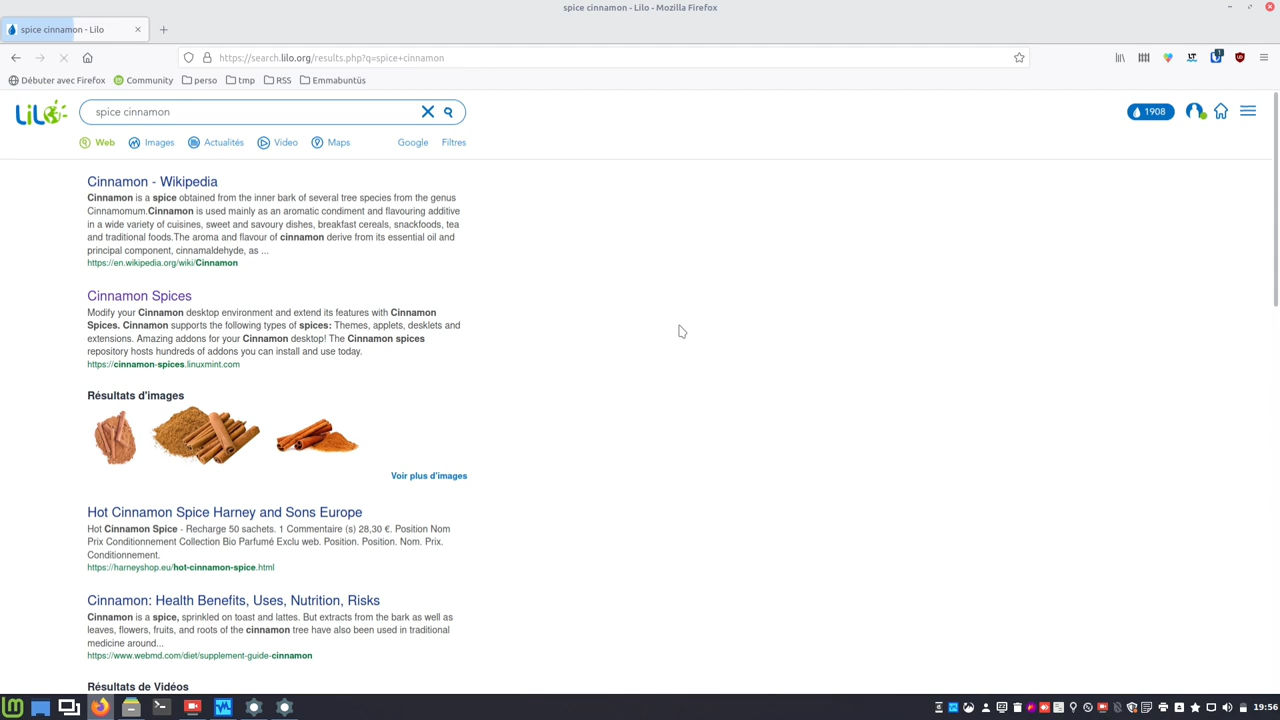 spice cinnamon - Lilo - Mozilla Firefox
spice cinnamon - Lilo
https://search.lilo.org/results.php?q=spice+cinnamon
1
Débuter avec Firefox
Community
perso
tmp
RSS
Emmabuntüs
LiLO
spice cinnamon
1908
Web
Images
Actualités
Video
Maps
Google
Filtres
Cinnamon - Wikipedia
Cinnamon is a spice obtained from the inner bark of several tree species from the genus
Cinnamomum.Cinnamon is used mainly as an aromatic condiment and flavouring additive
in a wide variety of cuisines, sweet and savoury dishes, breakfast cereals, snackfoods, tea
and traditional foods.The aroma and flavour of cinnamon derive from its essential oil and
principal component, cinnamaldehyde, as ...
https://en.wikipedia.org/wiki/Cinnamon
Cinnamon Spices
Modify your Cinnamon desktop environment and extend its features with Cinnamon
Spices. Cinnamon supports the following types of spices: Themes, applets, desklets and
extensions. Amazing addons for your Cinnamon desktop! The Cinnamon spices
repository hosts hundreds of addons you can install and use today.
https://cinnamon-spices.linuxmint.com
Résultats d'images
Voir plus d'images
Hot Cinnamon Spice Harney and Sons Europe
Hot Cinnamon Spice - Recharge 50 sachets. 1 Commentaire (s) 28,30 €. Position Nom
Prix Conditionnement Collection Bio Parfumé Exclu web. Position. Position. Nom. Prix.
Conditionnement.
https://harneyshop.eu/hot-cinnamon-spice.html
Cinnamon: Health Benefits, Uses, Nutrition, Risks
Cinnamon is a spice, sprinkled on toast and lattes. But extracts from the bark as well as
leaves, flowers, fruits, and roots of the cinnamon tree have also been used in traditional
medicine around...
https://www.webmd.com/diet/supplement-guide-cinnamon
Résultats de Vidéos
19:56